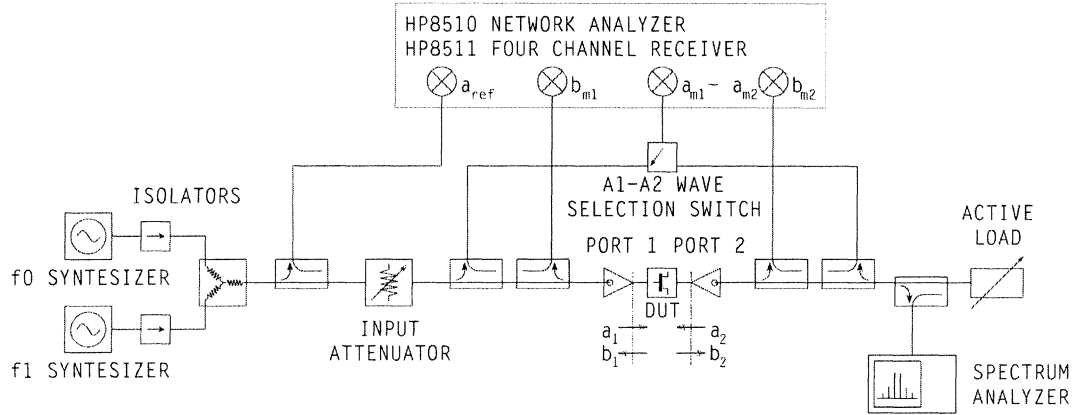 HP8510 NETWORK ANALYZER
HP8511 FOUR CHANNEL RECEIVER
a_ref b_m1 a_m1 - a_m2 b_m2
A1-A2 WAVE
SELECTION SWITCH
ISOLATORS
f0 SYNTESIZER
f1 SYNTESIZER
INPUT
ATTENUATOR
PORT 1 PORT 2
DUT
a_1 a_2
b_1 b_2
ACTIVE
LOAD
SPECTRUM
ANALYZER